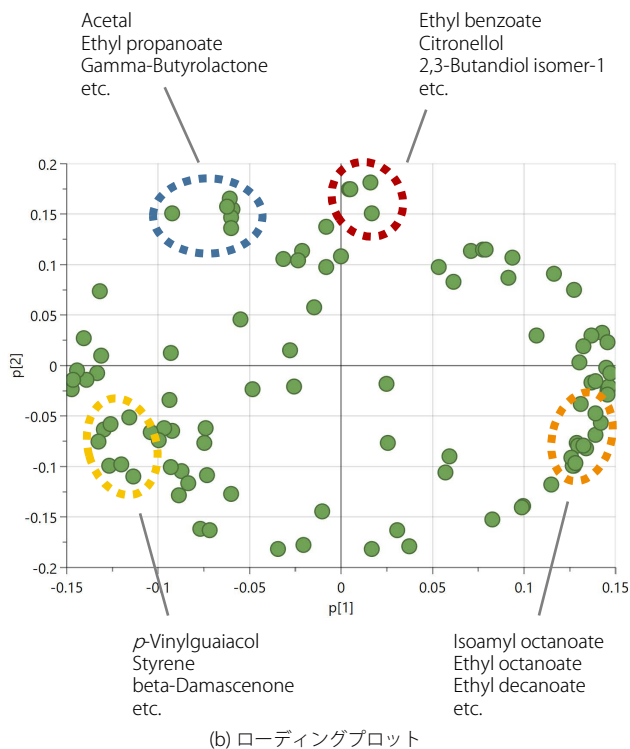 Acetal
Ethyl propanoate
Gamma-Butyrolactone
etc.
Ethyl benzoate
Citronellol
2,3-Butandiol isomer-1
etc.
0.2
0.15
0.1
0.05
0
-0.05
-0.1
-0.15
-0.2
p[2]
-0.15
-0.1
-0.05
0
0.05
0.1
0.15
p[1]
p-Vinylguaiacol
Styrene
beta-Damascenone
etc.
Isoamyl octanoate
Ethyl octanoate
Ethyl decanoate
etc.
(b) ローディングプロット